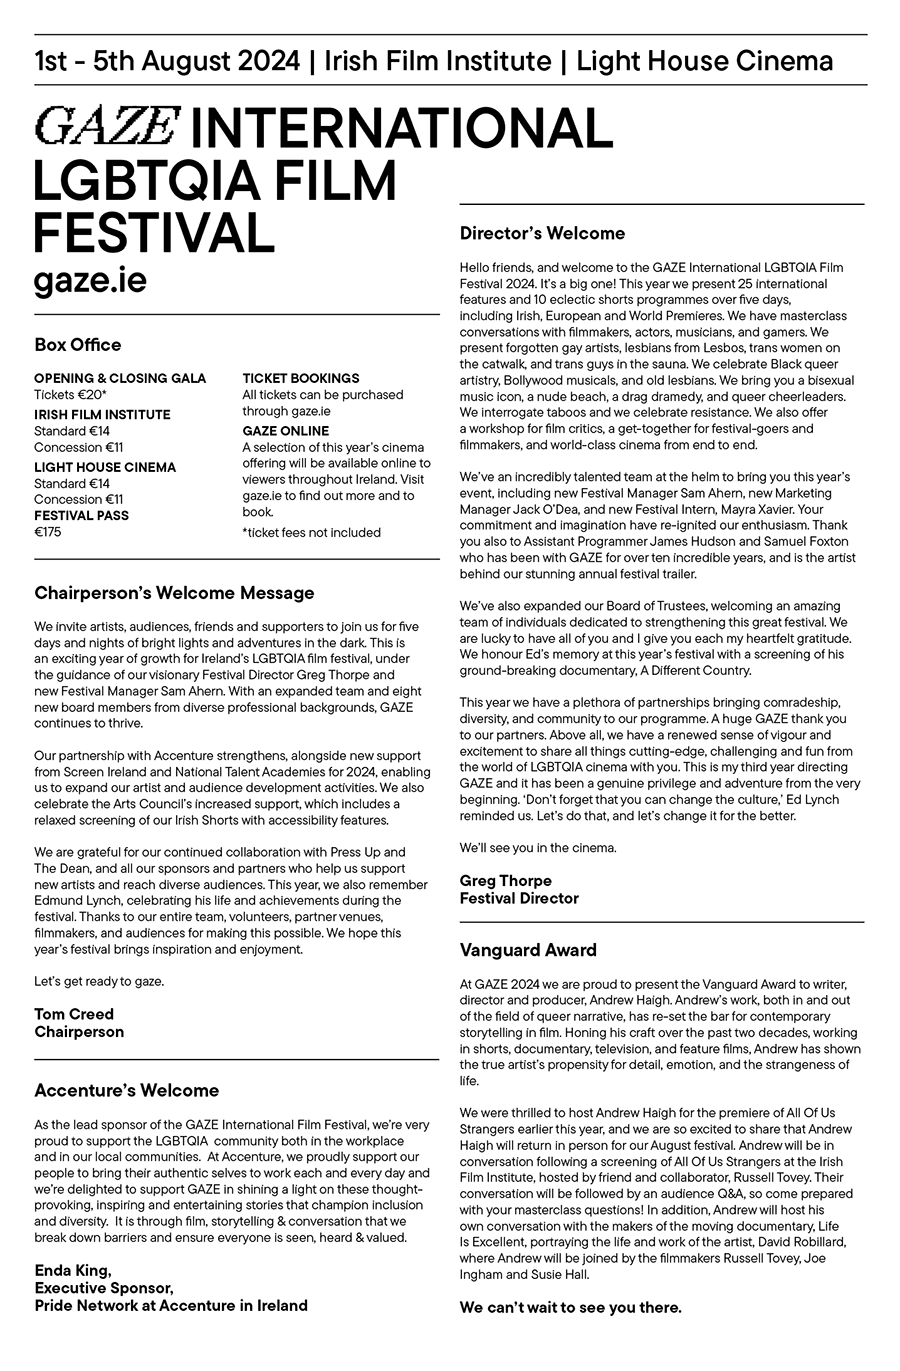 1st - 5th August 2024 | Irish Film Institute | Light House Cinema
GAZE INTERNATIONAL
LGBTQIA FILM
FESTIVAL
gaze.ie
Box Office
OPENING & CLOSING GALA
Tickets €20*
IRISH FILM INSTITUTE
Standard €14
Concession €11
LIGHT HOUSE CINEMA
Standard €14
Concession €11
FESTIVAL PASS
€175
TICKET BOOKINGS
All tickets can be purchased
through gaze.ie
GAZE ONLINE
A selection of this year's cinema
offering will be available online to
viewers throughout Ireland. Visit
gaze.ie to find out more and to
book.
*ticket fees not included
Chairperson's Welcome Message
We invite artists, audiences, friends and supporters to join us for five
days and nights of bright lights and adventures in the dark. This is
an exciting year of growth for Ireland's LGBTQIA film festival, under
the guidance of our visionary Festival Director Greg Thorpe and
new Festival Manager Sam Ahern. With an expanded team and eight
new board members from diverse professional backgrounds, GAZE
continues to thrive.
Our partnership with Accenture strengthens, alongside new support
from Screen Ireland and National Talent Academies for 2024, enabling
us to expand our artist and audience development activities. We also
celebrate the Arts Council's increased support, which includes a
relaxed screening of our Irish Shorts with accessibility features.
We are grateful for our continued collaboration with Press Up and
The Dean, and all our sponsors and partners who help us support
new artists and reach diverse audiences. This year, we also remember
Edmund Lynch, celebrating his life and achievements during the
festival. Thanks to our entire team, volunteers, partner venues,
filmmakers, and audiences for making this possible. We hope this
year's festival brings inspiration and enjoyment.
Let's get ready to gaze.
Tom Creed
Chairperson
Accenture's Welcome
As the lead sponsor of the GAZE International Film Festival, we're very
proud to support the LGBTQIA  community both in the workplace
and in our local communities.  At Accenture, we proudly support our
people to bring their authentic selves to work each and every day and
we're delighted to support GAZE in shining a light on these thought-
provoking, inspiring and entertaining stories that champion inclusion
and diversity.  It is through film, storytelling & conversation that we
break down barriers and ensure everyone is seen, heard & valued.
Enda King,
Executive Sponsor,
Pride Network at Accenture in Ireland
Director's Welcome
Hello friends, and welcome to the GAZE International LGBTQIA Film
Festival 2024. It's a big one! This year we present 25 international
features and 10 eclectic shorts programmes over five days,
including Irish, European and World Premieres. We have masterclass
conversations with filmmakers, actors, musicians, and gamers. We
present forgotten gay artists, lesbians from Lesbos, trans women on
the catwalk, and trans guys in the sauna. We celebrate Black queer
artistry, Bollywood musicals, and old lesbians. We bring you a bisexual
music icon, a nude beach, a drag dramedy, and queer cheerleaders.
We interrogate taboos and we celebrate resistance. We also offer
a workshop for film critics, a get-together for festival-goers and
filmmakers, and world-class cinema from end to end.
We've an incredibly talented team at the helm to bring you this year's
event, including new Festival Manager Sam Ahern, new Marketing
Manager Jack O'Dea, and new Festival Intern, Mayra Xavier. Your
commitment and imagination have re-ignited our enthusiasm. Thank
you also to Assistant Programmer James Hudson and Samuel Foxton
who has been with GAZE for over ten incredible years, and is the artist
behind our stunning annual festival trailer.
We've also expanded our Board of Trustees, welcoming an amazing
team of individuals dedicated to strengthening this great festival. We
are lucky to have all of you and I give you each my heartfelt gratitude.
We honour Ed's memory at this year's festival with a screening of his
ground-breaking documentary, A Different Country.
This year we have a plethora of partnerships bringing comradeship,
diversity, and community to our programme. A huge GAZE thank you
to our partners. Above all, we have a renewed sense of vigour and
excitement to share all things cutting-edge, challenging and fun from
the world of LGBTQIA cinema with you. This is my third year directing
GAZE and it has been a genuine privilege and adventure from the very
beginning. 'Don't forget that you can change the culture,' Ed Lynch
reminded us. Let's do that, and let's change it for the better.
We'll see you in the cinema.
Greg Thorpe
Festival Director
Vanguard Award
At GAZE 2024 we are proud to present the Vanguard Award to writer,
director and producer, Andrew Haigh. Andrew's work, both in and out
of the field of queer narrative, has re-set the bar for contemporary
storytelling in film. Honing his craft over the past two decades, working
in shorts, documentary, television, and feature films, Andrew has shown
the true artist's propensity for detail, emotion, and the strangeness of
life.
We were thrilled to host Andrew Haigh for the premiere of All Of Us
Strangers earlier this year, and we are so excited to share that Andrew
Haigh will return in person for our August festival. Andrew will be in
conversation following a screening of All Of Us Strangers at the Irish
Film Institute, hosted by friend and collaborator, Russell Tovey. Their
conversation will be followed by an audience Q&A, so come prepared
with your masterclass questions! In addition, Andrew will host his
own conversation with the makers of the moving documentary, Life
Is Excellent, portraying the life and work of the artist, David Robillard,
where Andrew will be joined by the filmmakers Russell Tovey, Joe
Ingham and Susie Hall.
We can't wait to see you there.